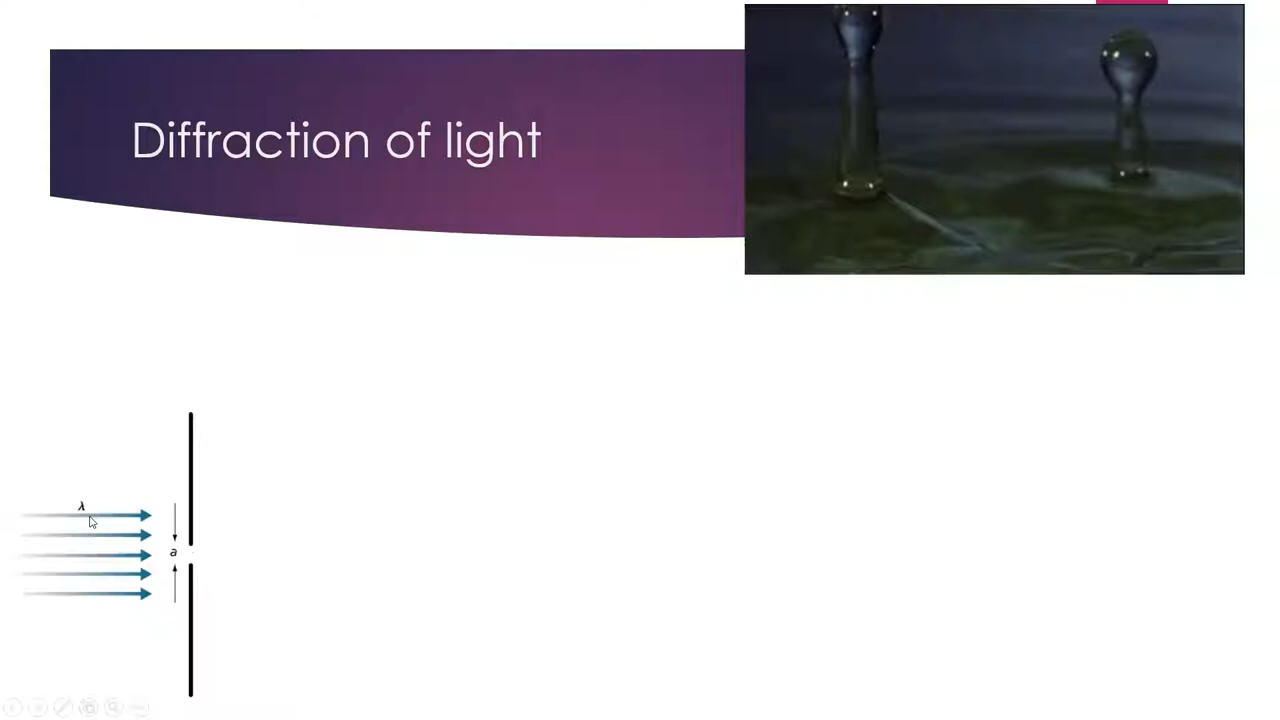 Diffraction of light
λ
a